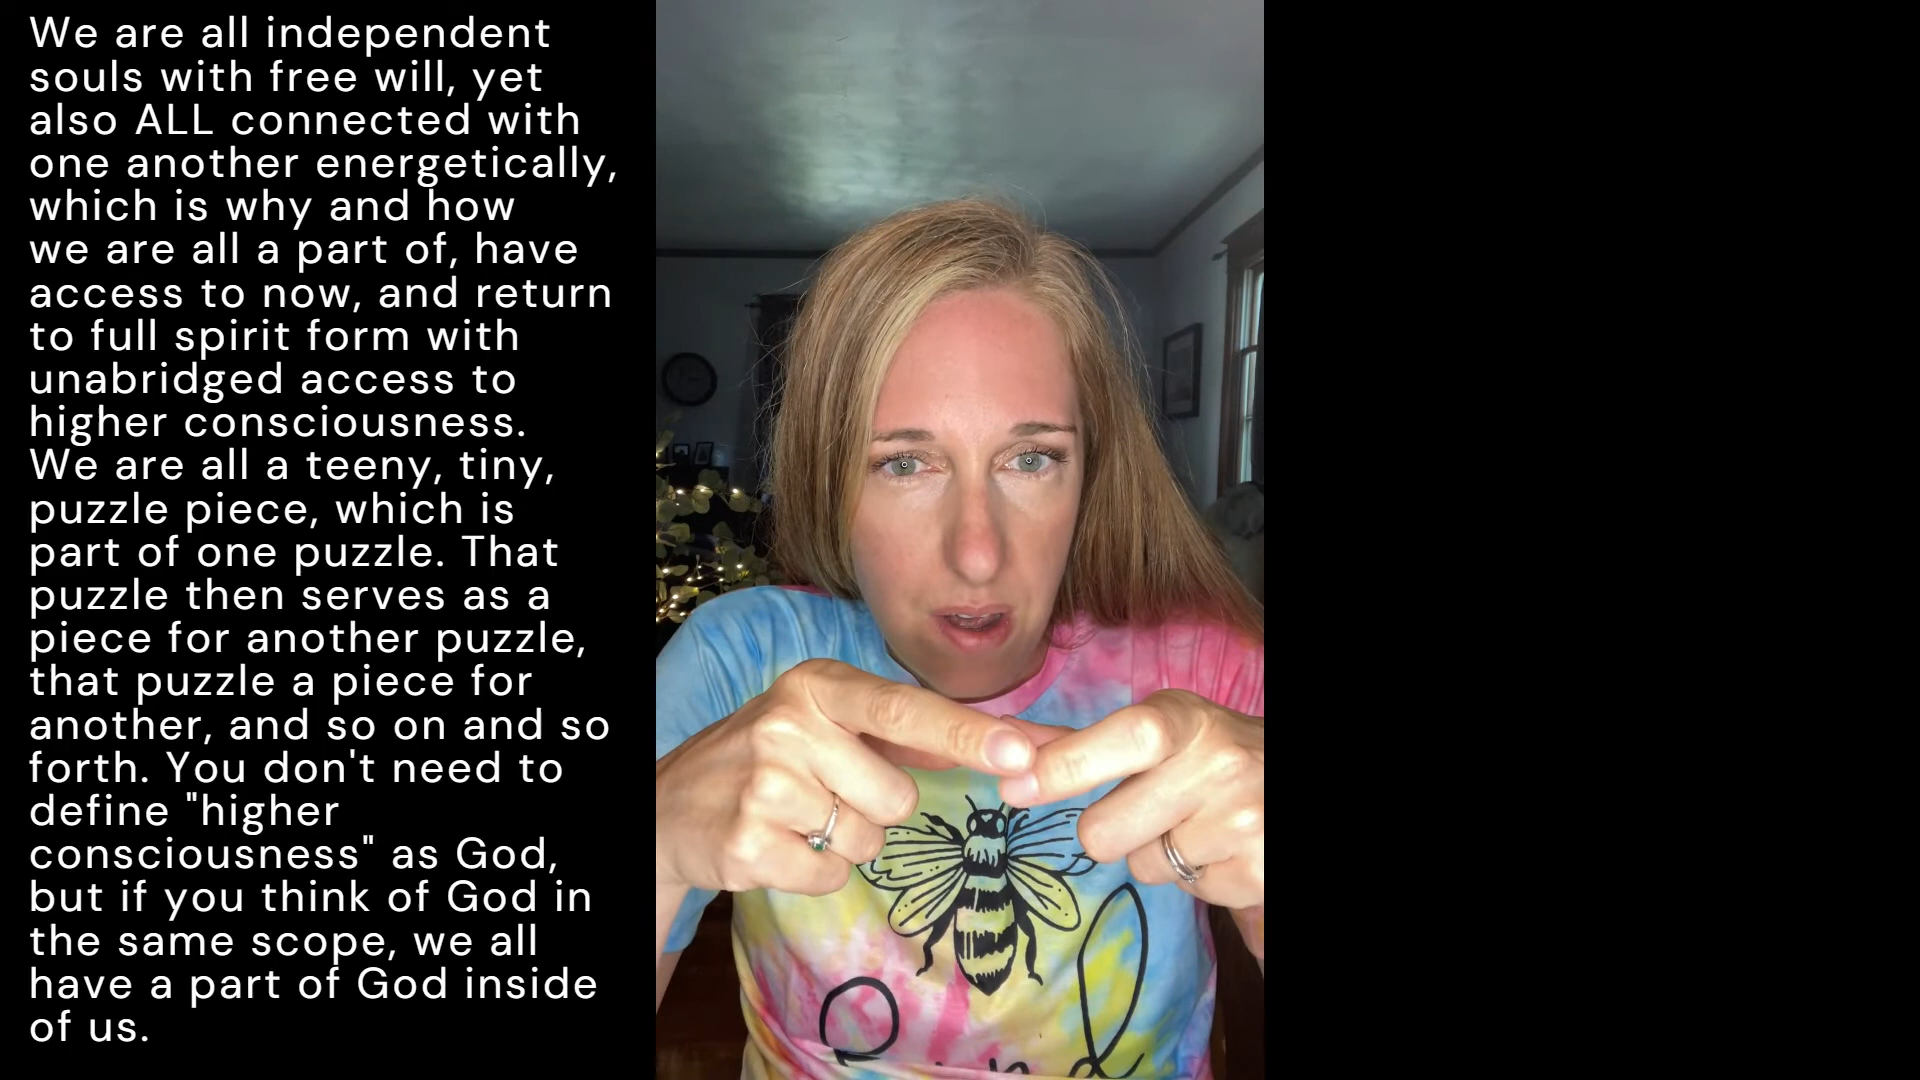 We are all independent
souls with free will, yet
also ALL connected with
one another energetically,
which is why and how
we are all a part of, have
access to now, and return
to full spirit form with
unabridged access to
higher consciousness.
We are all a teeny, tiny,
puzzle piece, which is
part of one puzzle. That
puzzle then serves as a
piece for another puzzle,
that puzzle a piece for
another, and so on and so
forth. You don't need to
define "higher
consciousness" as God,
but if you think of God in
the same scope, we all
have a part of God inside
of us.